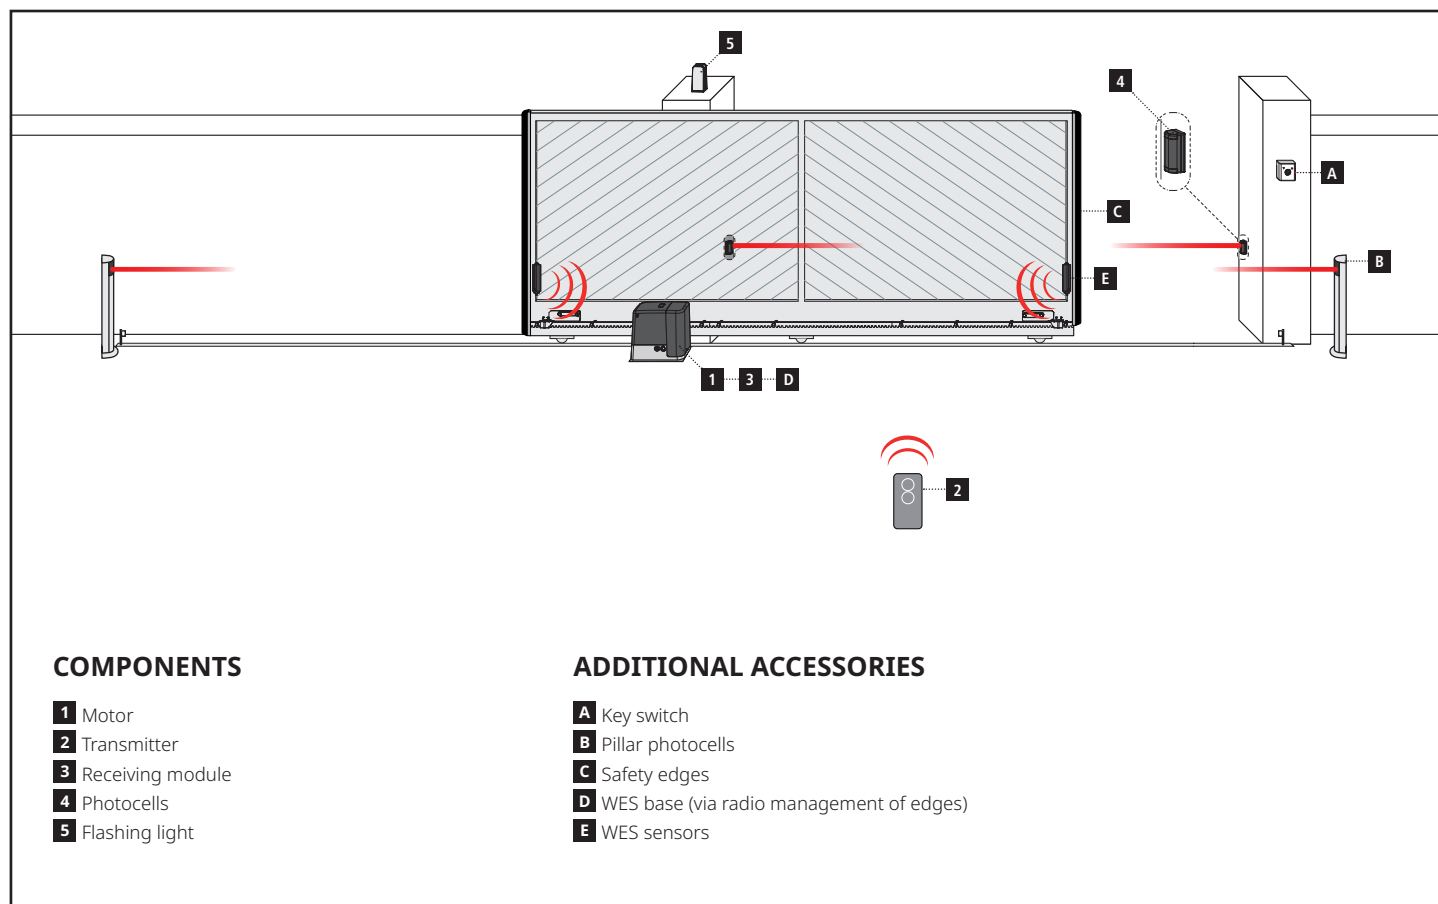 5
4
A
C
B
E
1 3 D
2
COMPONENTS
1 Motor
2 Transmitter
3 Receiving module
4 Photocells
5 Flashing light
ADDITIONAL ACCESSORIES
A Key switch
B Pillar photocells
C Safety edges
D WES base (via radio management of edges)
E WES sensors